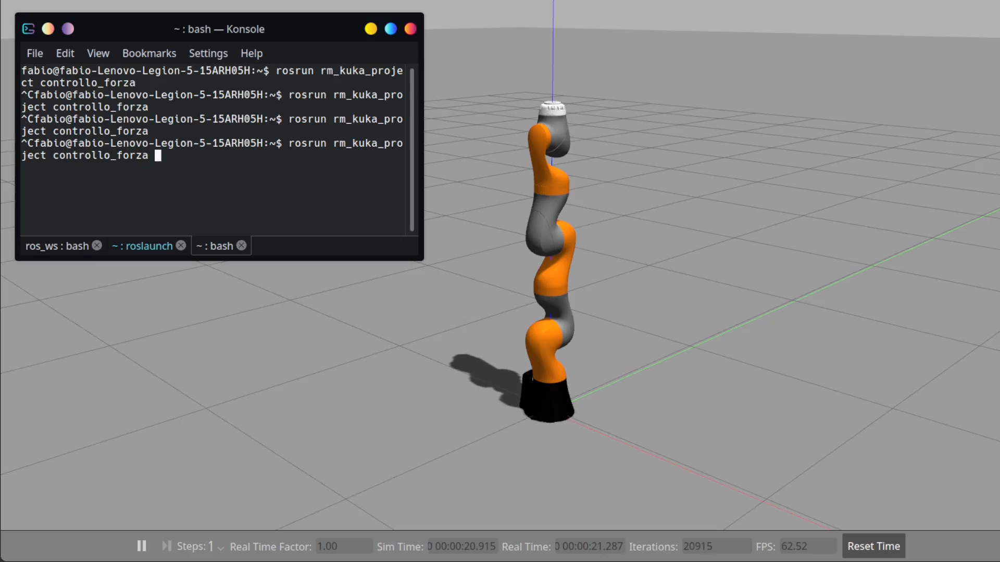 ~ : bash — Konsole
File Edit View Bookmarks Settings Help
fabio@fabio-Lenovo-Legion-5-15ARH05H:~$ rosrun rm_kuka_proje
ct controllo_forza
^Cfabio@fabio-Lenovo-Legion-5-15ARH05H:~$ rosrun rm_kuka_pro
ject controllo_forza
^Cfabio@fabio-Lenovo-Legion-5-15ARH05H:~$ rosrun rm_kuka_pro
ject controllo_forza
^Cfabio@fabio-Lenovo-Legion-5-15ARH05H:~$ rosrun rm_kuka_pro
ject controllo_forza
ros_ws : bash ~ : roslaunch ~ : bash
Steps: 1 Real Time Factor: 1.00 Sim Time: 0 00:00:20.915 Real Time: 0 00:00:21.287 Iterations: 20915 FPS: 62.52 Reset Time